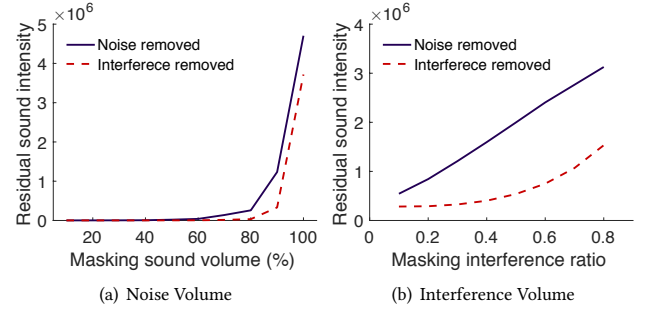 ×10^6
5
4
3
2
1
0
20 40 60 80 100
Residual sound intensity
Masking sound volume (%)
Noise removed
Interferece removed
(a) Noise Volume
×10^6
4
3
2
1
0
0 0.2 0.4 0.6 0.8
Residual sound intensity
Masking interference ratio
Noise removed
Interferece removed
(b) Interference Volume